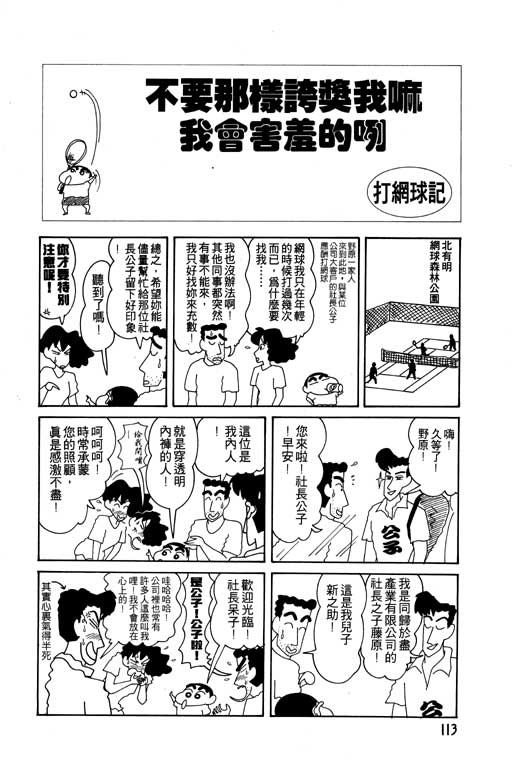 不要那樣誇獎我嘛
我會害羞的咧
打網球記
北有明
網球森林公園
野原一家人
來到此地，與某位
公司大客戶的社長公子
應酬打網球
網球我只在年輕
的時候打過幾次
而已，爲什麼要
找我……
我也沒辦法啊！
其他同事都突然
有事不能來，
我只好找妳來充數！
總之，希望妳能
儘量幫忙給那位社
長公子留下好印象
！
聽到了嗎！
你才要特別
注意呢！
嗨！
久等了！
野原！
您來啦！社長公子
！早安！
公子
這位是
我內人！
就是穿透明
內褲的人！
給我閉嘴
呵呵呵！
時常承蒙
您的照顧，
眞是感激不盡！
我是同歸於盡
產業有限公司的
社長之子藤原！
這是我兒子
新之助！
公子
歡迎光臨！
社長呆子！
是公子！公子啦！
哇哈哈哈！
公司裡也常有
許多人這麼叫我
哩！我不會放在
心上的！
其實心裏氣得半死
113